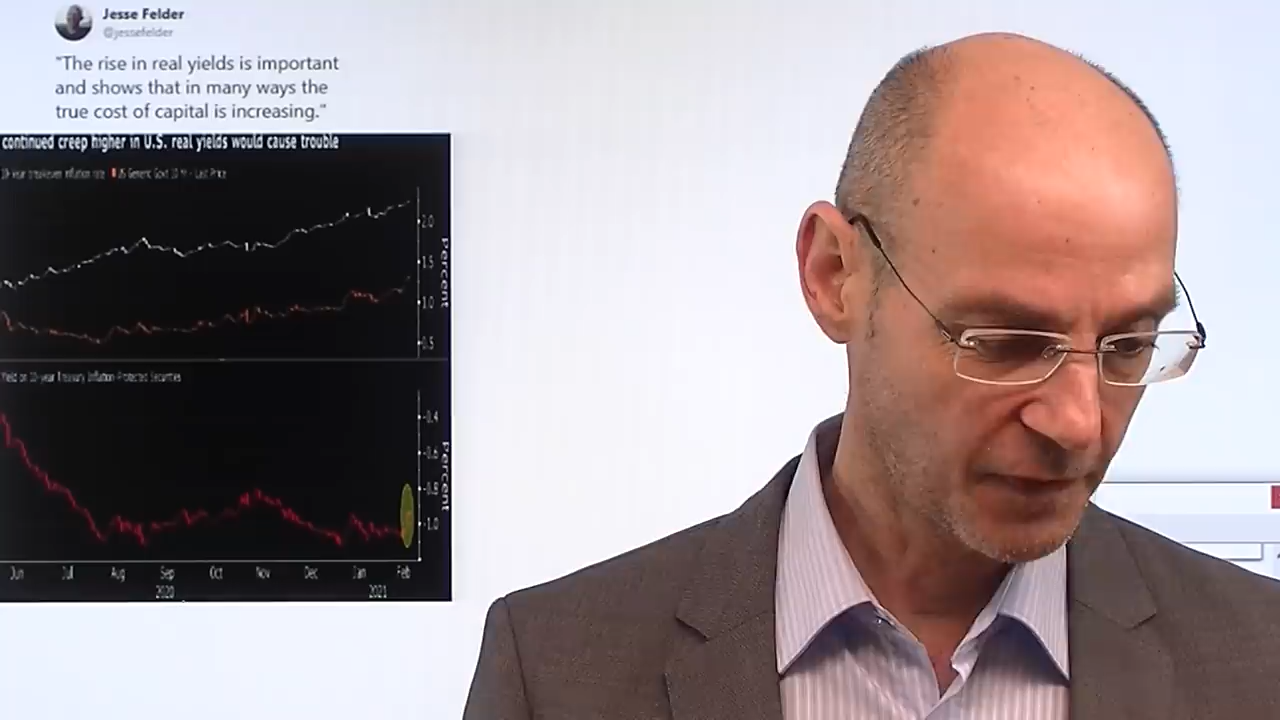 Jesse Felder
@jessefelder
"The rise in real yields is important
and shows that in many ways the
true cost of capital is increasing."
continued creep higher in U.S. real yields would cause trouble
10-year breakeven inflation rate US Generic Govt 10 Yr - Last Price
2.0
1.5
1.0
0.5
Percent
Yield on 10-year Treasury Inflation-Protected Securities
-0.4
-0.6
-0.8
-1.0
Percent
Jun Jul Aug Sep Oct Nov Dec Jan Feb
2020 2021